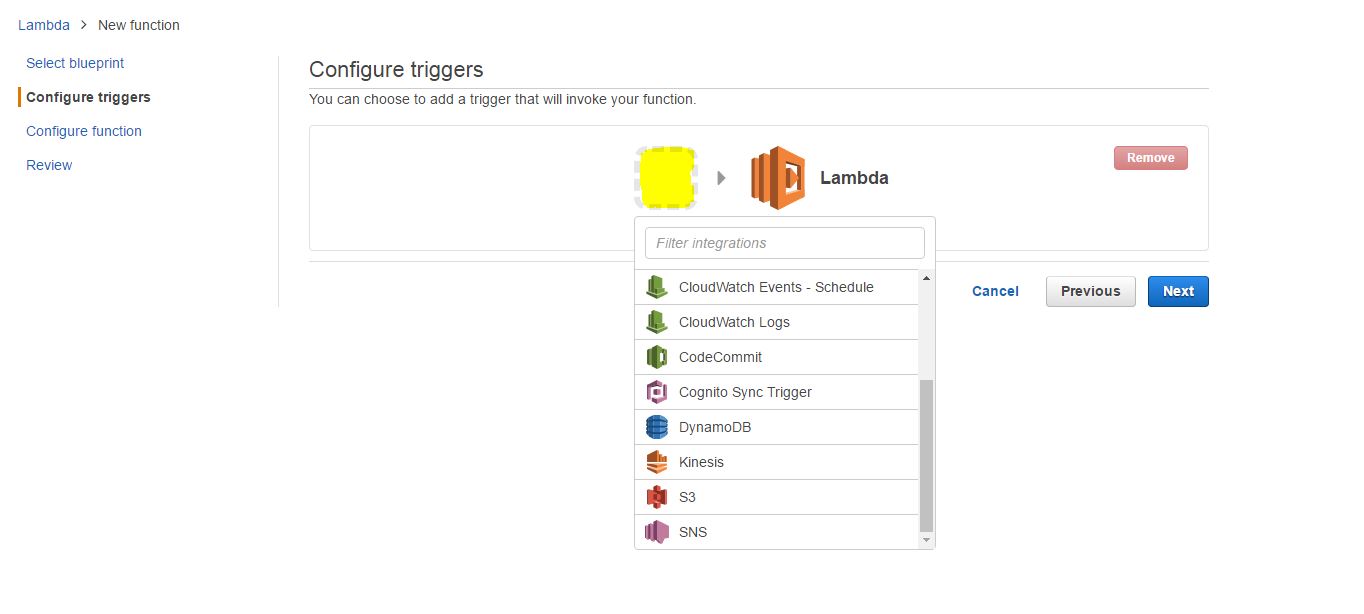 Lambda > New function
Select blueprint
Configure triggers
Configure function
Review
Configure triggers
You can choose to add a trigger that will invoke your function.
Lambda
Remove
Filter integrations
CloudWatch Events - Schedule
CloudWatch Logs
CodeCommit
Cognito Sync Trigger
DynamoDB
Kinesis
S3
SNS
Cancel
Previous
Next